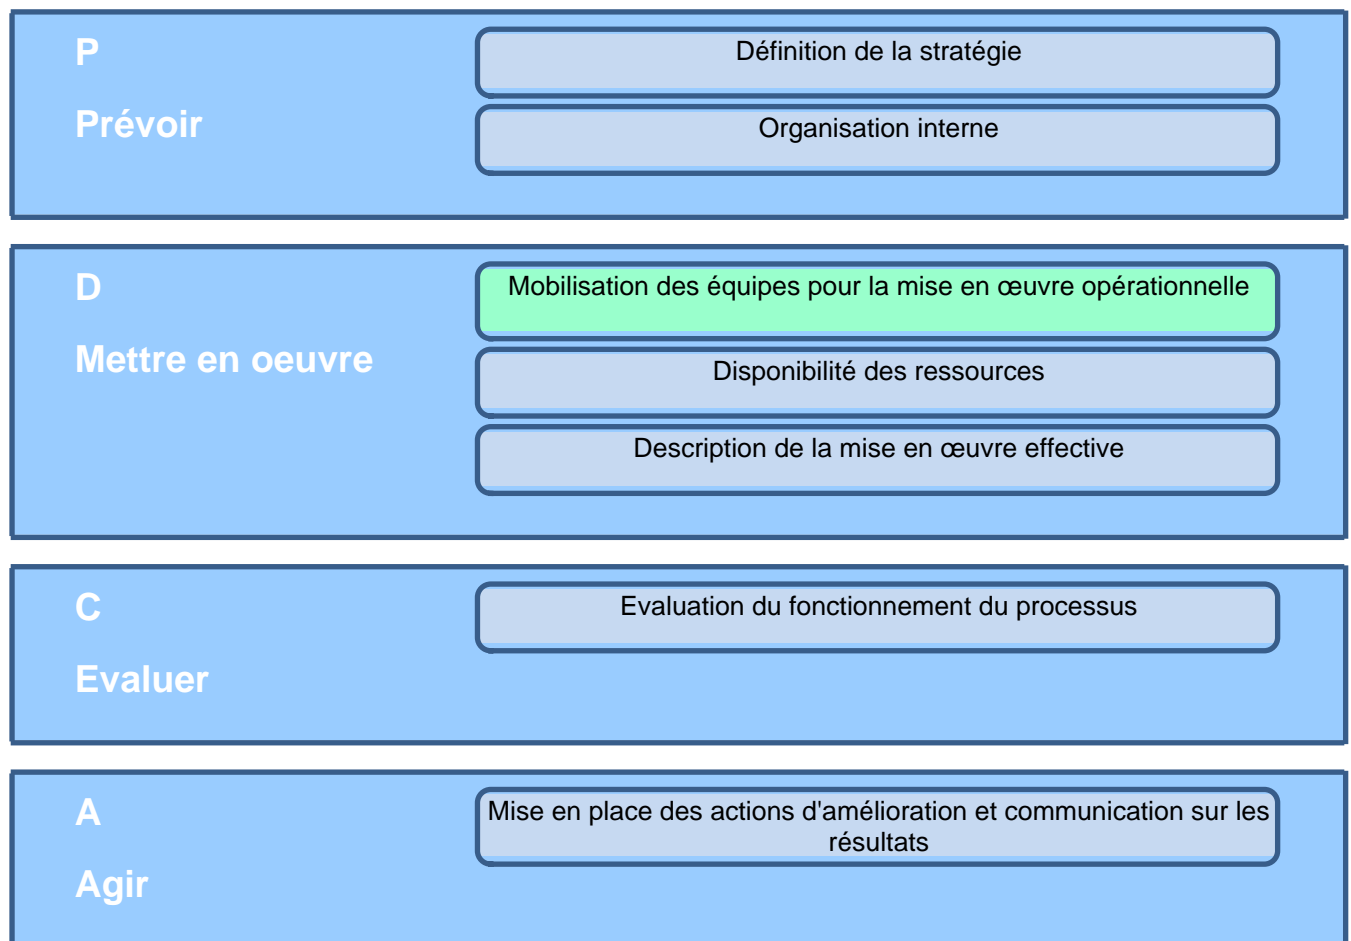 P
Prévoir
Définition de la stratégie
Organisation interne
D
Mettre en oeuvre
Mobilisation des équipes pour la mise en œuvre opérationnelle
Disponibilité des ressources
Description de la mise en œuvre effective
C
Evaluer
Evaluation du fonctionnement du processus
A
Agir
Mise en place des actions d'amélioration et communication sur les
résultats